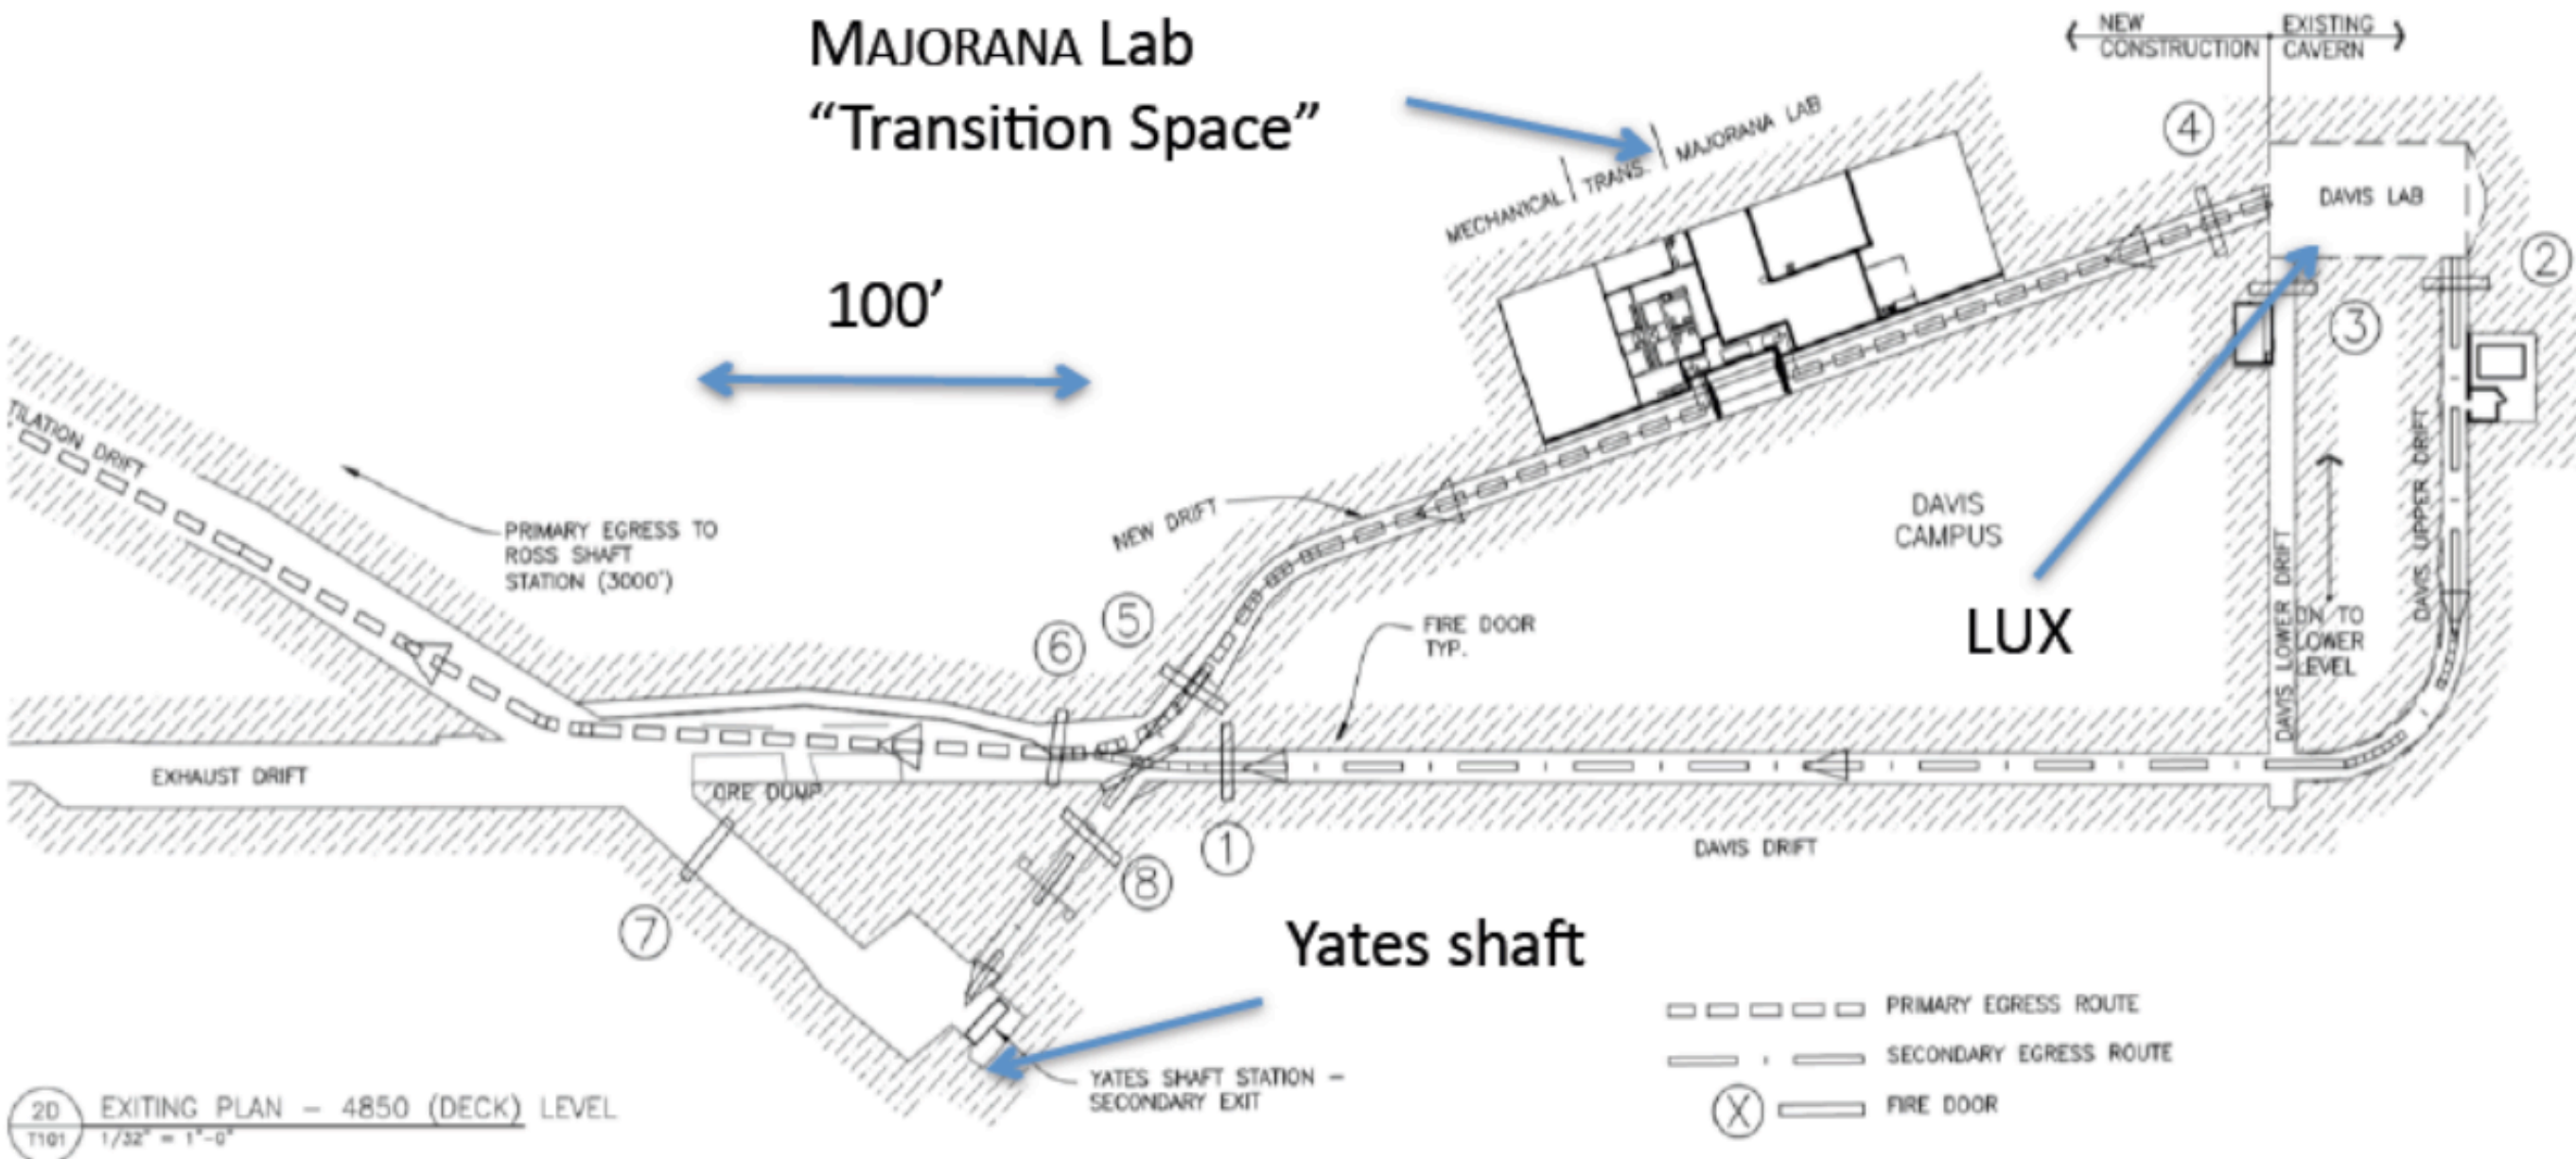 MAJORANA Lab
“Transition Space”
NEW
CONSTRUCTION
EXISTING
CAVERN
4
MECHANICAL
TRANS.
MAJORANA LAB
DAVIS LAB
2
100’
3
TILATION DRIFT
PRIMARY EGRESS TO
ROSS SHAFT
STATION (3000')
NEW DRIFT
DAVIS
CAMPUS
DAVIS LOWER DRIFT
DAVIS UPPER DRIFT
LUX
DN TO
LOWER
LEVEL
5
6
FIRE DOOR
TYP.
EXHAUST DRIFT
ORE DUMP
1
DAVIS DRIFT
8
7
Yates shaft
YATES SHAFT STATION –
SECONDARY EXIT
PRIMARY EGRESS ROUTE
SECONDARY EGRESS ROUTE
X
FIRE DOOR
2D
T101
EXITING PLAN – 4850 (DECK) LEVEL
1/32" = 1'-0"